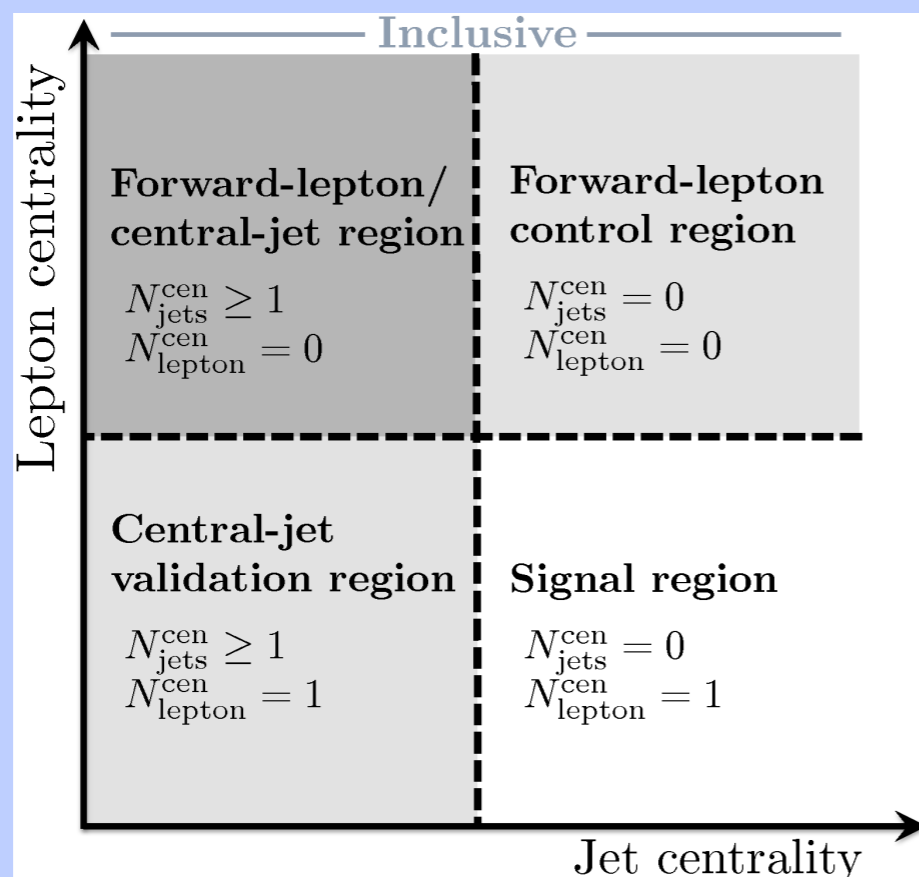 Inclusive
Lepton centrality
Forward-lepton/
central-jet region
N^cen_jets ≥ 1
N^cen_lepton = 0
Forward-lepton
control region
N^cen_jets = 0
N^cen_lepton = 0
Central-jet
validation region
N^cen_jets ≥ 1
N^cen_lepton = 1
Signal region
N^cen_jets = 0
N^cen_lepton = 1
Jet centrality